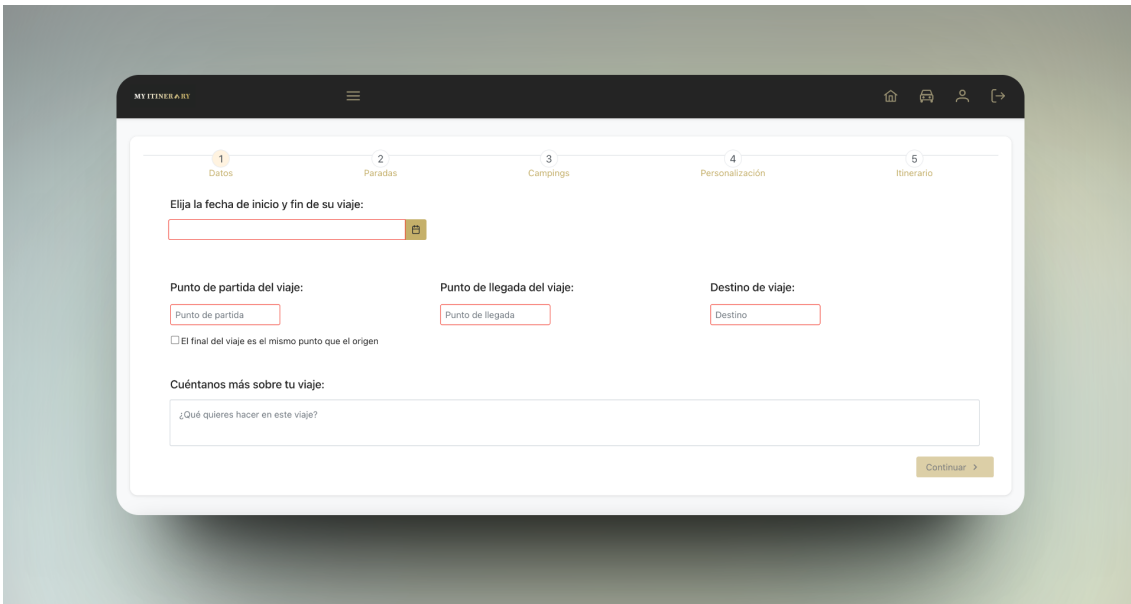 MY ITINERARY
1 2 3 4 5
Datos Paradas Campings Personalización Itinerario
Elija la fecha de inicio y fin de su viaje:
Punto de partida del viaje: Punto de llegada del viaje: Destino de viaje:
Punto de partida Punto de llegada Destino
El final del viaje es el mismo punto que el origen
Cuéntanos más sobre tu viaje:
¿Qué quieres hacer en este viaje?
Continuar